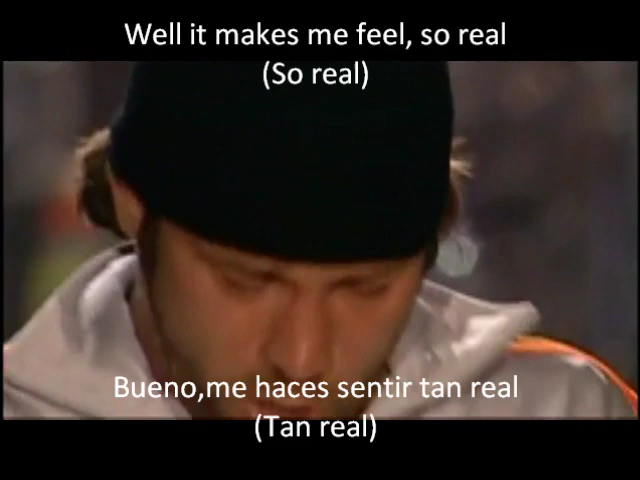 Well it makes me feel, so real
(So real)
Bueno,me haces sentir tan real
(Tan real)